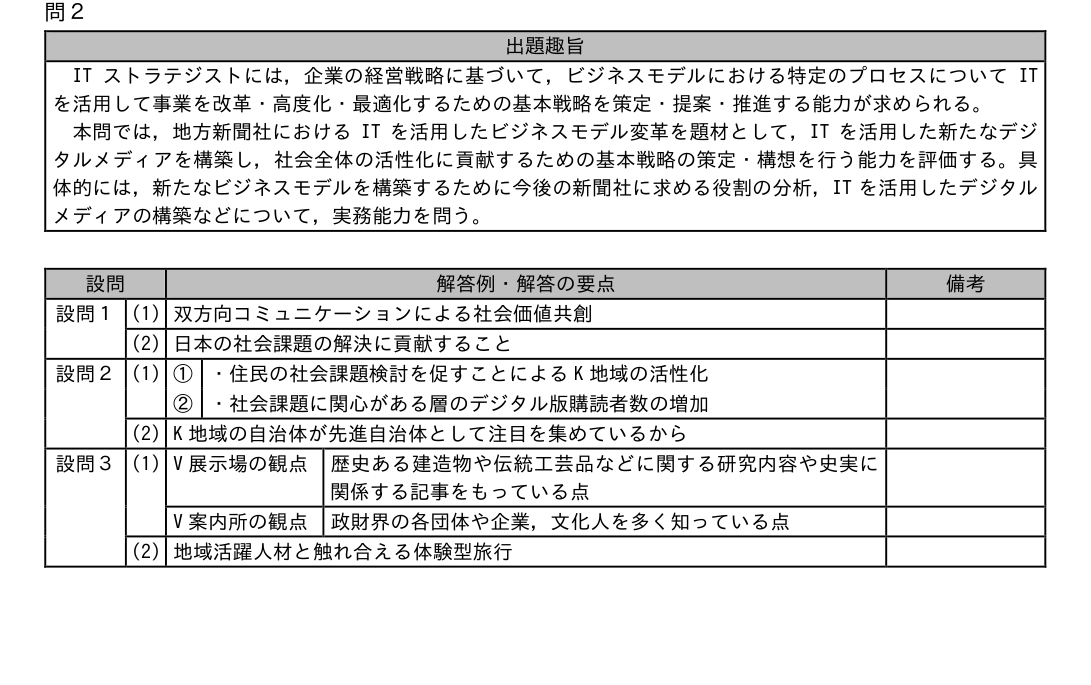 問2
出題趣旨
IT ストラテジストには，企業の経営戦略に基づいて，ビジネスモデルにおける特定のプロセスについて IT
を活用して事業を改革・高度化・最適化するための基本戦略を策定・提案・推進する能力が求められる。
本問では，地方新聞社における IT を活用したビジネスモデル変革を題材として，IT を活用した新たなデジ
タルメディアを構築し，社会全体の活性化に貢献するための基本戦略の策定・構想を行う能力を評価する。具
体的には，新たなビジネスモデルを構築するために今後の新聞社に求める役割の分析，IT を活用したデジタル
メディアの構築などについて，実務能力を問う。
設問 解答例・解答の要点 備考
設問1 (1) 双方向コミュニケーションによる社会価値共創
(2) 日本の社会課題の解決に貢献すること
設問2 (1) ① ・住民の社会課題検討を促すことによる K 地域の活性化
② ・社会課題に関心がある層のデジタル版購読者数の増加
(2) K 地域の自治体が先進自治体として注目を集めているから
設問3 (1) V 展示場の観点 歴史ある建造物や伝統工芸品などに関する研究内容や史実に
関係する記事をもっている点
V 案内所の観点 政財界の各団体や企業，文化人を多く知っている点
(2) 地域活躍人材と触れ合える体験型旅行